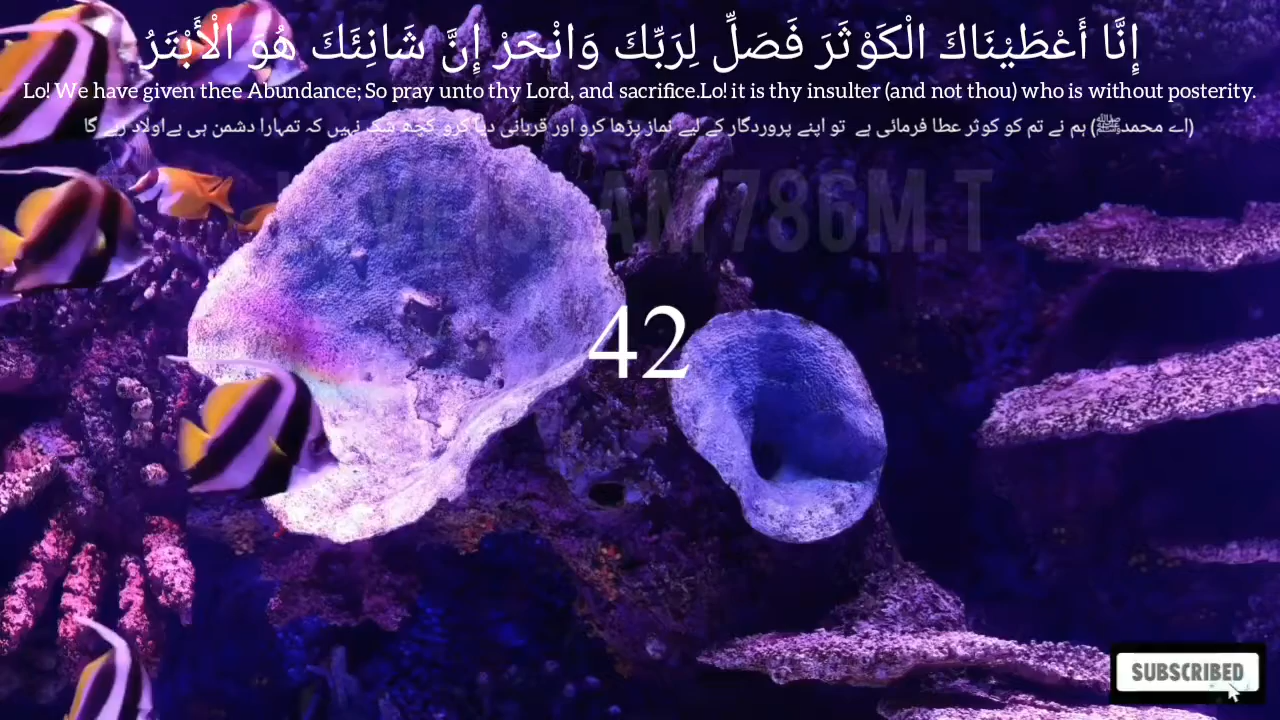 إِنَّا أَعْطَيْنَاكَ الْكَوْثَرَ فَصَلِّ لِرَبِّكَ وَانْحَرْ إِنَّ شَانِئَكَ هُوَ الْأَبْتَرُ
Lo! We have given thee Abundance; So pray unto thy Lord, and sacrifice.Lo! it is thy insulter (and not thou) who is without posterity.
(اے محمدﷺ) ہم نے تم کو کوثر عطا فرمائی ہے تو اپنے پروردگار کے لیے نماز پڑھا کرو اور قربانی دیا کرو کچھ شک نہیں کہ تمہارا دشمن ہی بےاولاد رہے گا
786M.T
42
SUBSCRIBED